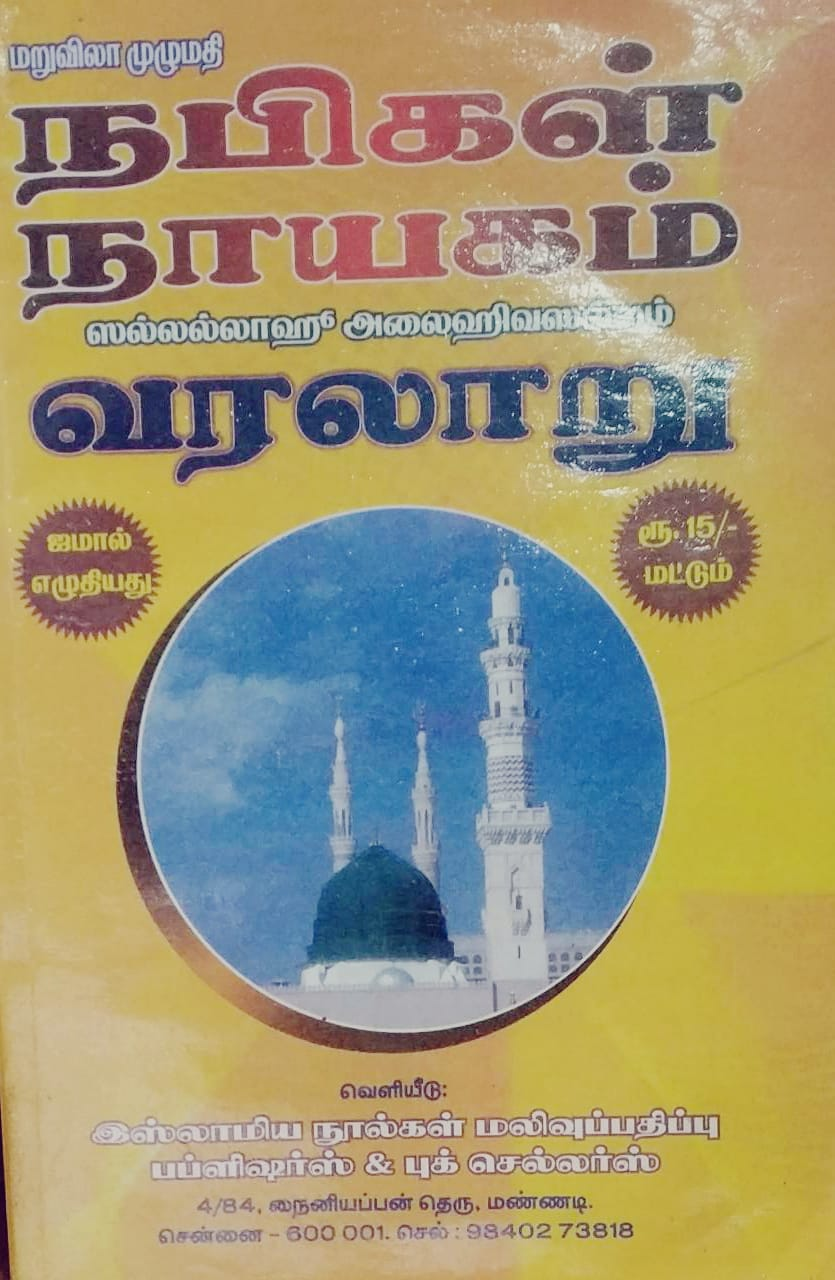 மறுவிலா முழுமதி
நபிகள்
நாயகம்
ஸல்லல்லாஹு அலைஹிவஸல்லம்
வரலாறு
ஐமால்
எழுதியது
ரூ. 15/-
மட்டும்
வெளியீடு:
இஸ்லாமிய நூல்கள் மலிவுப்பதிப்பு
பப்ளிஷர்ஸ் & புக் செல்லர்ஸ்
4/84, நைனியப்பன் தெரு, மண்ணடி.
சென்னை - 600 001. செல் : 98402 73818